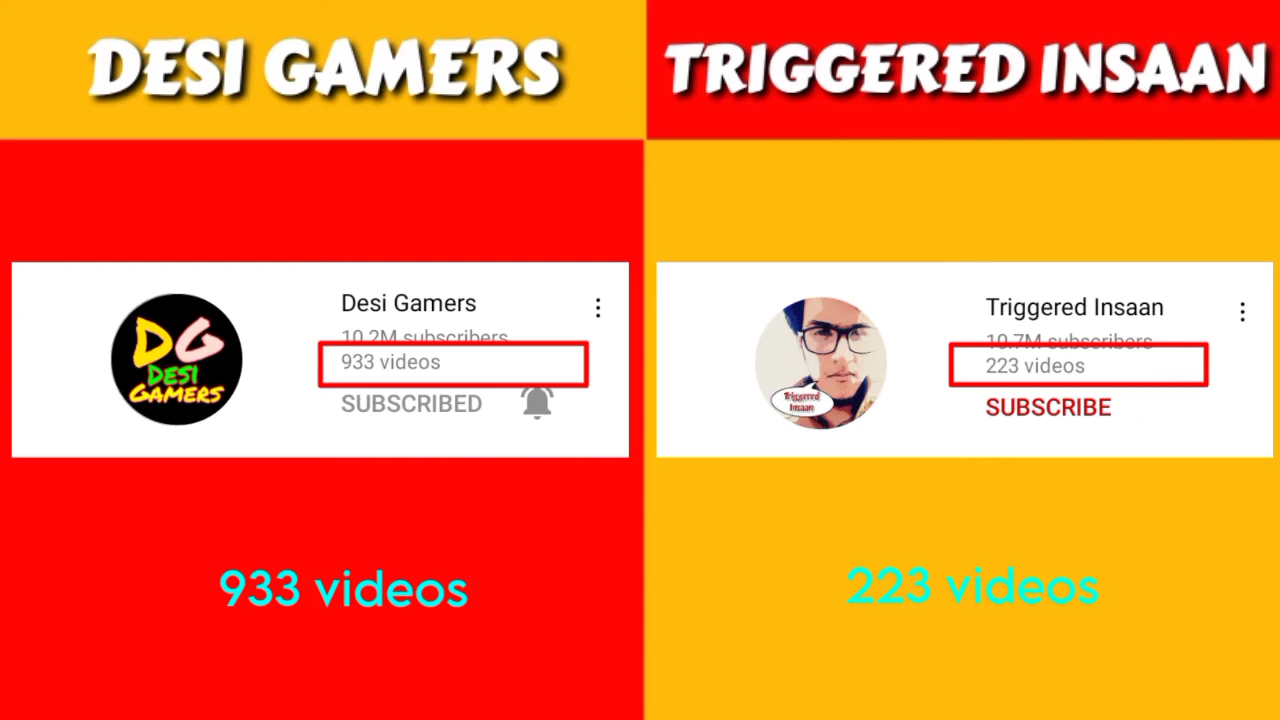 DESI GAMERS
TRIGGERED INSAAN
DG
DESI
GAMERS
Desi Gamers
10.2M subscribers
933 videos
SUBSCRIBED
Triggered
Insaan
Triggered Insaan
10.7M subscribers
223 videos
SUBSCRIBE
933 videos
223 videos